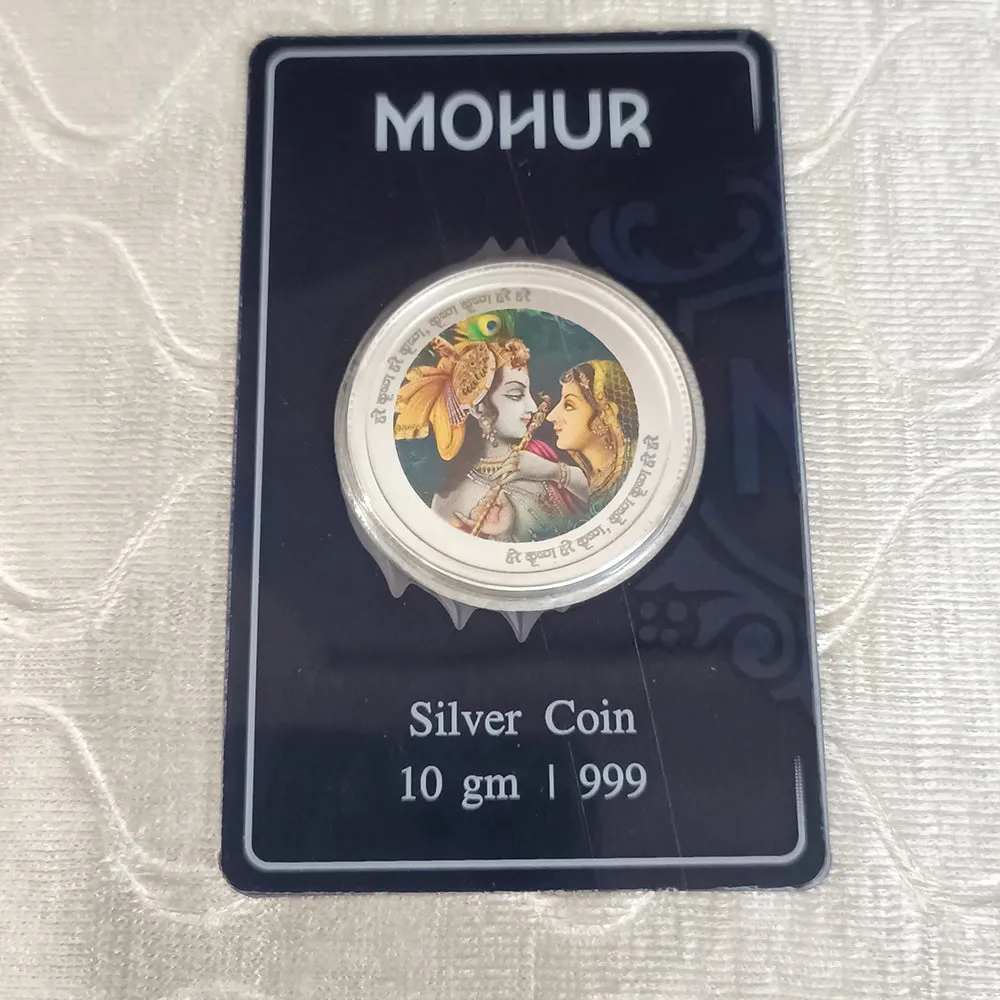 MOHUR
हरे कृष्ण हरे कृष्ण, कृष्ण कृष्ण हरे हरे
हरे कृष्ण हरे कृष्ण, कृष्ण कृष्ण हरे हरे
Silver Coin
10 gm | 999